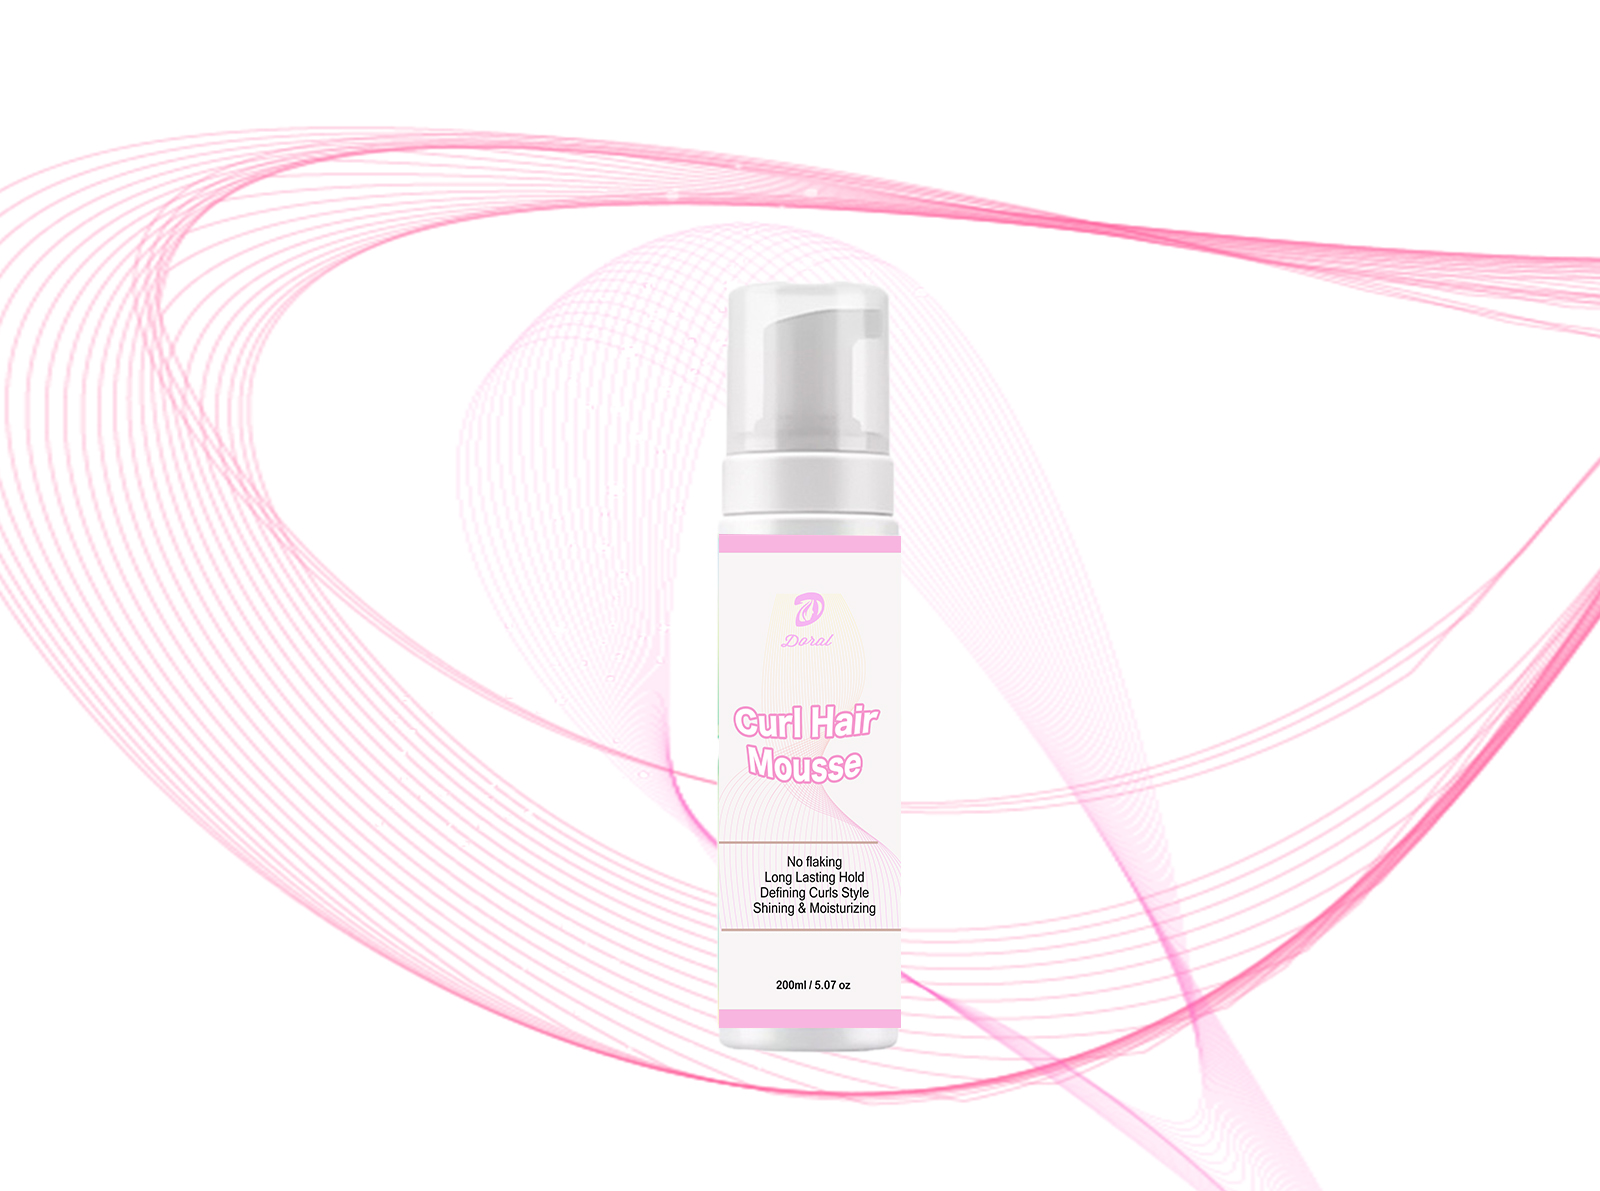 Doral
Curl Hair
Mousse
No flaking
Long Lasting Hold
Defining Curls Style
Shining & Moisturizing
200ml / 5.07 oz